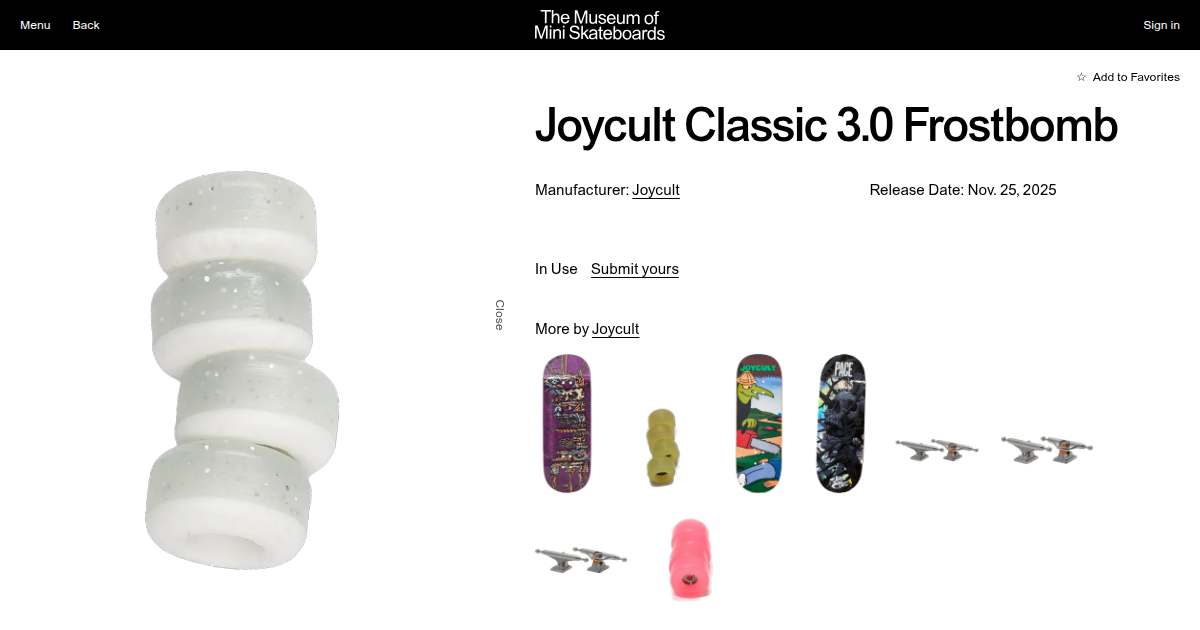 Menu
Back
The Museum of
Mini Skateboards
Sign in
☆ Add to Favorites
Joycult Classic 3.0 Frostbomb
Manufacturer: Joycult
Release Date: Nov. 25, 2025
In Use
Submit yours
Close
More by Joycult
JOYCULT
PACE